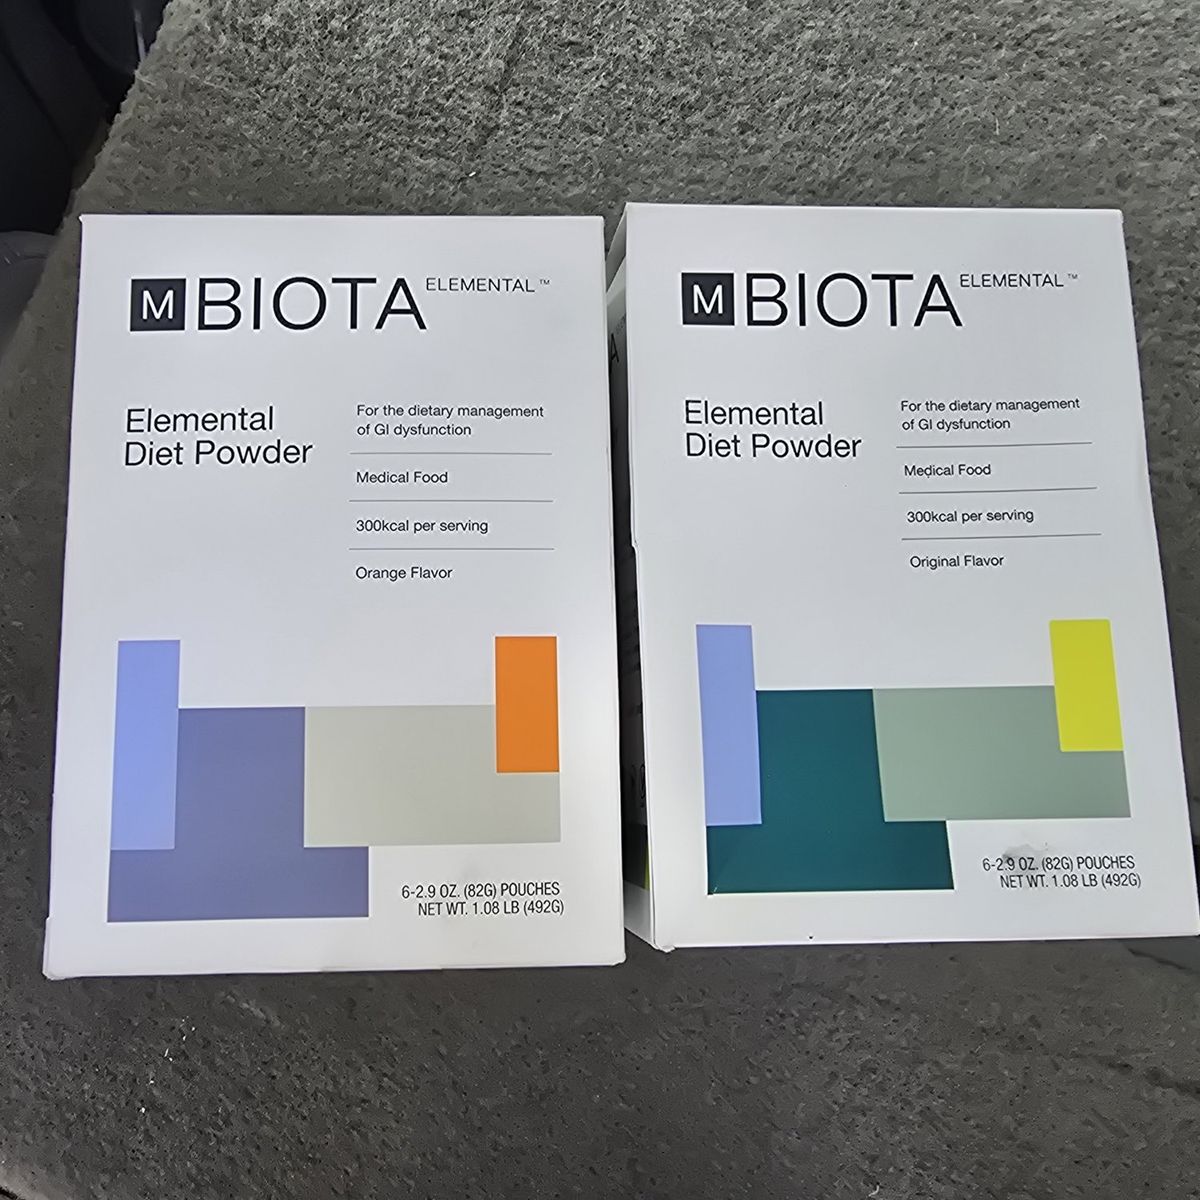 M BIOTA ELEMENTAL™
Elemental
Diet Powder
For the dietary management
of GI dysfunction
Medical Food
300kcal per serving
Orange Flavor
6-2.9 OZ. (82G) POUCHES
NET WT. 1.08 LB (492G)
M BIOTA ELEMENTAL™
Elemental
Diet Powder
For the dietary management
of GI dysfunction
Medical Food
300kcal per serving
Original Flavor
6-2.9 OZ. (82G) POUCHES
NET WT. 1.08 LB (492G)